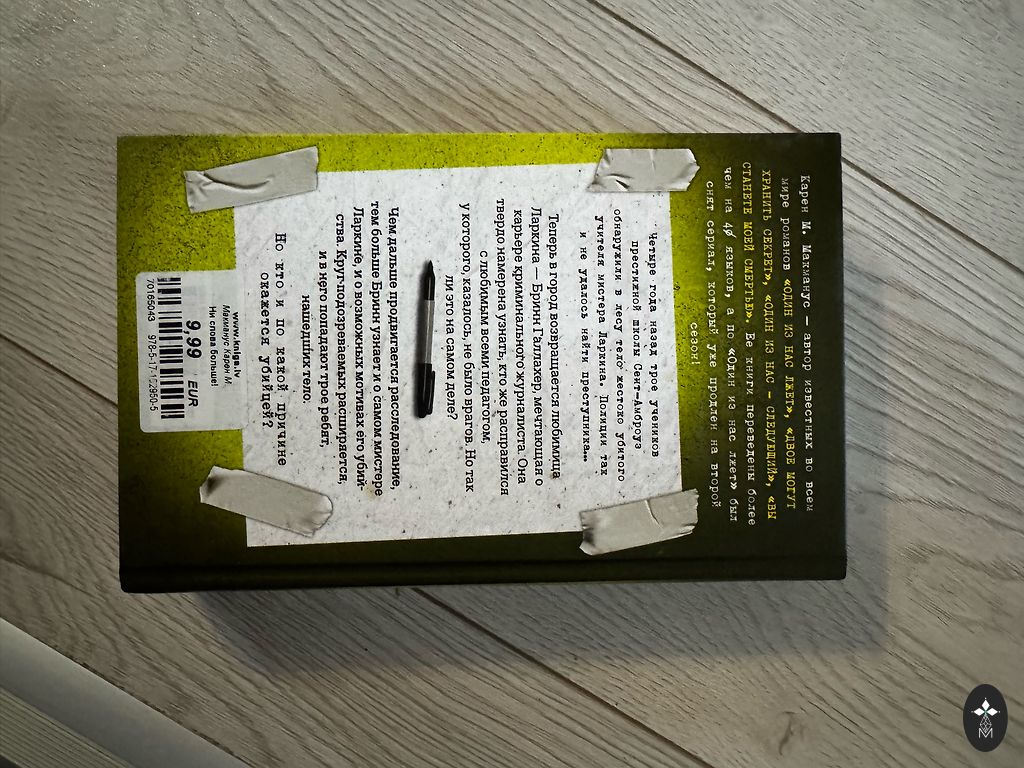 Карен М. Макманус – автор известных во всем
мире романов «ОДИН ИЗ НАС ЛЖЕТ», «ДВОЕ МОГУТ
ХРАНИТЬ СЕКРЕТ», «ОДИН ИЗ НАС – СЛЕДУЮЩИЙ», «ВЫ
СТАНЕТЕ МОЕЙ СМЕРТЬЮ». Ее книги переведены более
чем на 40 языков, а по «Один из нас лжет» был
снят сериал, который уже продлен на второй
сезон!
Четыре года назад трое учеников
престижной школы Сент-Амброуз
обнаружили в лесу тело жестоко убитого
учителя мистера Ларкина. Полиции так
и не удалось найти преступника…
Теперь в город возвращается любимица
Ларкина — Бринн Галлахер, мечтающая о
карьере криминального журналиста. Она
твердо намерена узнать, кто же расправился
с любимым всеми педагогом,
у которого, казалось, не было врагов. Но так
ли это на самом деле?
Чем дальше продвигается расследование,
тем больше Бринн узнает и о самом мистере
Ларкине, и о возможных мотивах его убий-
ства. Круг подозреваемых расширяется,
и в него попадают трое ребят,
нашедших тело.
Но кто и по какой причине
окажется убийцей?
www.knigi.lv
Макманус Карен М.
Ни слова больше!
9,99 EUR
701655043
M